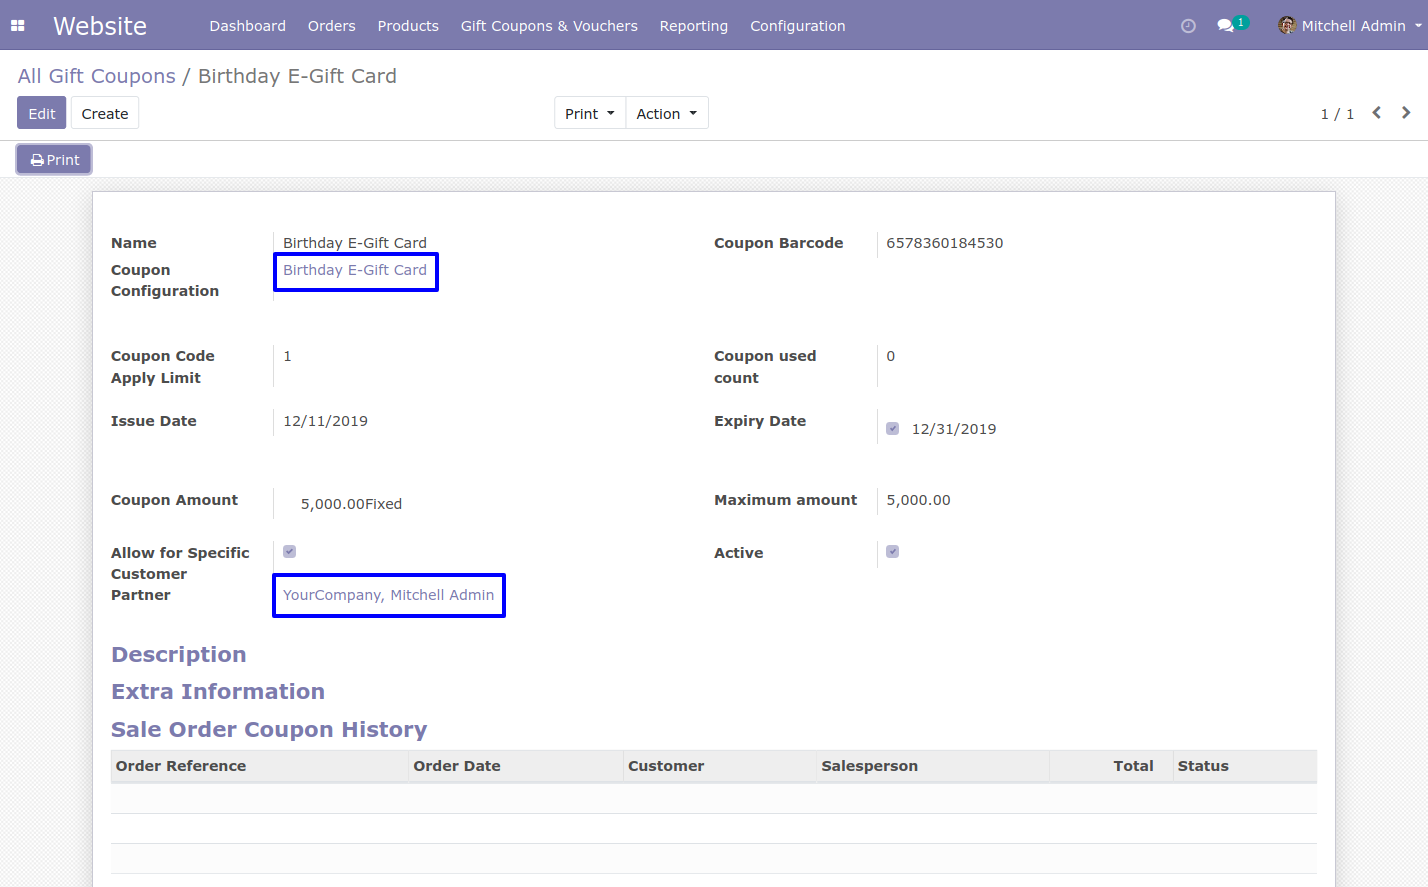 Website Dashboard Orders Products Gift Coupons & Vouchers Reporting Configuration 1 Mitchell Admin
All Gift Coupons / Birthday E-Gift Card
Edit Create Print Action 1 / 1
Print
Name Birthday E-Gift Card Coupon Barcode 6578360184530
Coupon Configuration Birthday E-Gift Card
Coupon Code Apply Limit 1 Coupon used count 0
Issue Date 12/11/2019 Expiry Date 12/31/2019
Coupon Amount 5,000.00Fixed Maximum amount 5,000.00
Allow for Specific Customer Active
Partner YourCompany, Mitchell Admin
Description
Extra Information
Sale Order Coupon History
Order Reference Order Date Customer Salesperson Total Status